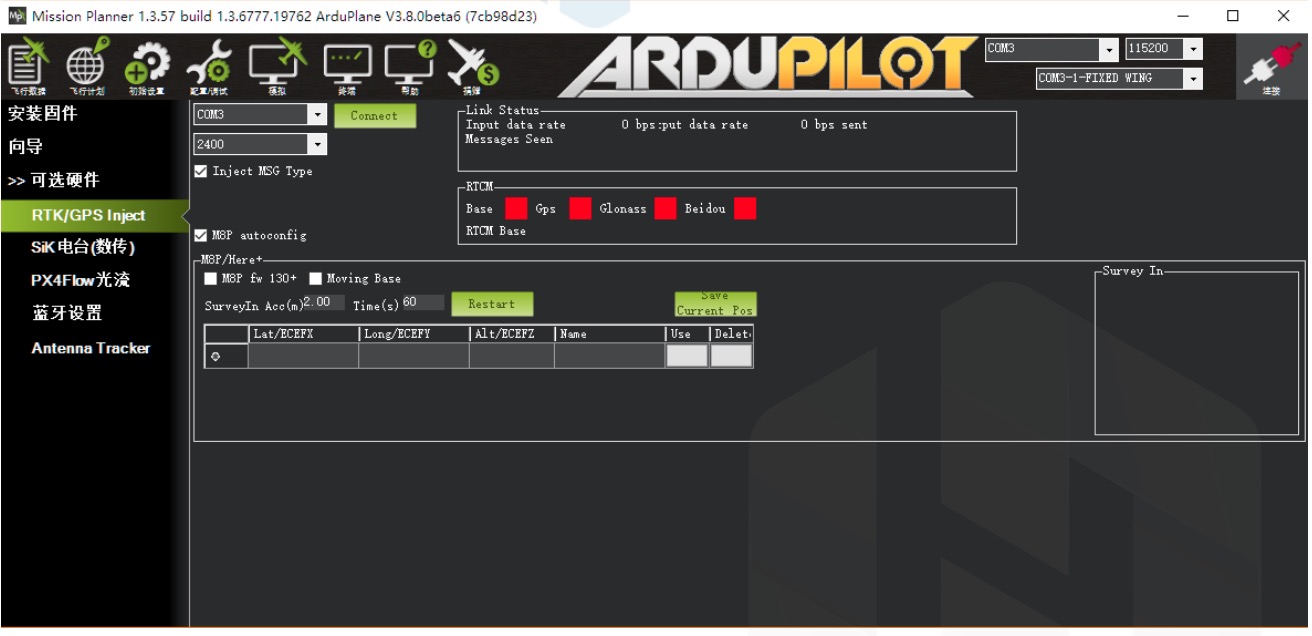 Mission Planner 1.3.57 build 1.3.6777.19762 ArduPlane V3.8.0beta6 (7cb98d23)
飞行数据 飞行计划 初始设置 配置/调试 模拟 终端 帮助 捐赠
ARDUPILOT
COM3 115200
COM3-1-FIXED WING
连接
安装固件
向导
>> 可选硬件
RTK/GPS Inject
SiK电台(数传)
PX4Flow光流
蓝牙设置
Antenna Tracker
COM3 Connect
2400
Inject MSG Type
M8P autoconfig
Link Status
Input data rate 0 bps:put data rate 0 bps sent
Messages Seen
RTCM
Base Gps Glonass Beidou
RTCM Base
M8P/Here+
M8P fw 130+ Moving Base
SurveyIn Acc(m) 2.00 Time(s) 60 Restart
Save
Current Pos
Lat/ECEFX Long/ECEFY Alt/ECEFZ Name Use Delet
Survey In